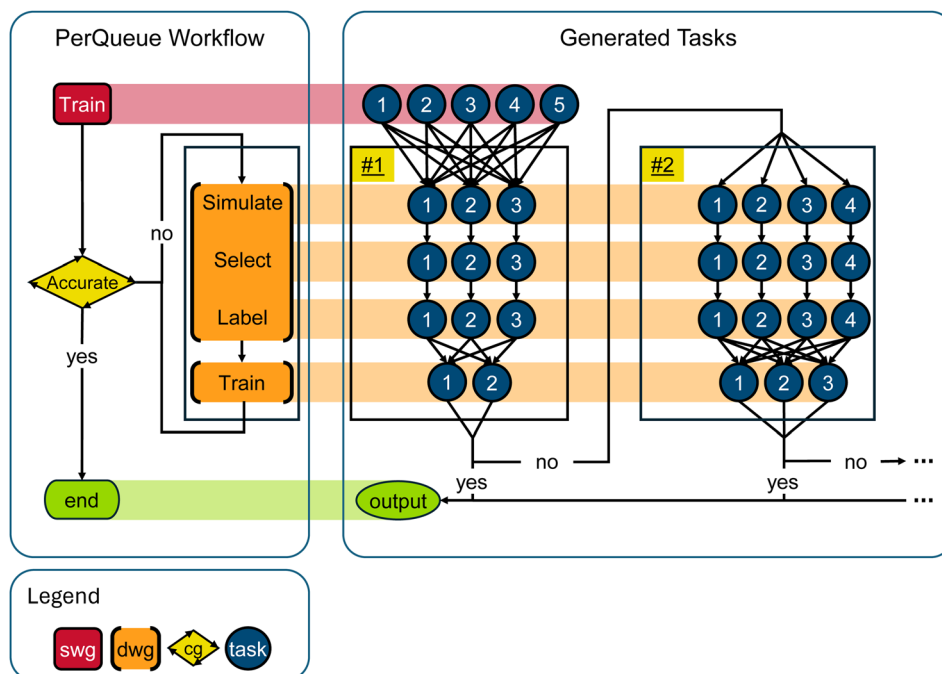 PerQueue Workflow
Generated Tasks
Train
1 2 3 4 5
#1
#2
Simulate
1 2 3
1 2 3 4
no
Select
1 2 3
1 2 3 4
Accurate
Label
1 2 3
1 2 3 4
yes
Train
1 2
1 2 3
no
no ...
yes
yes
end
output
...
Legend
swg
dwg
cg
task